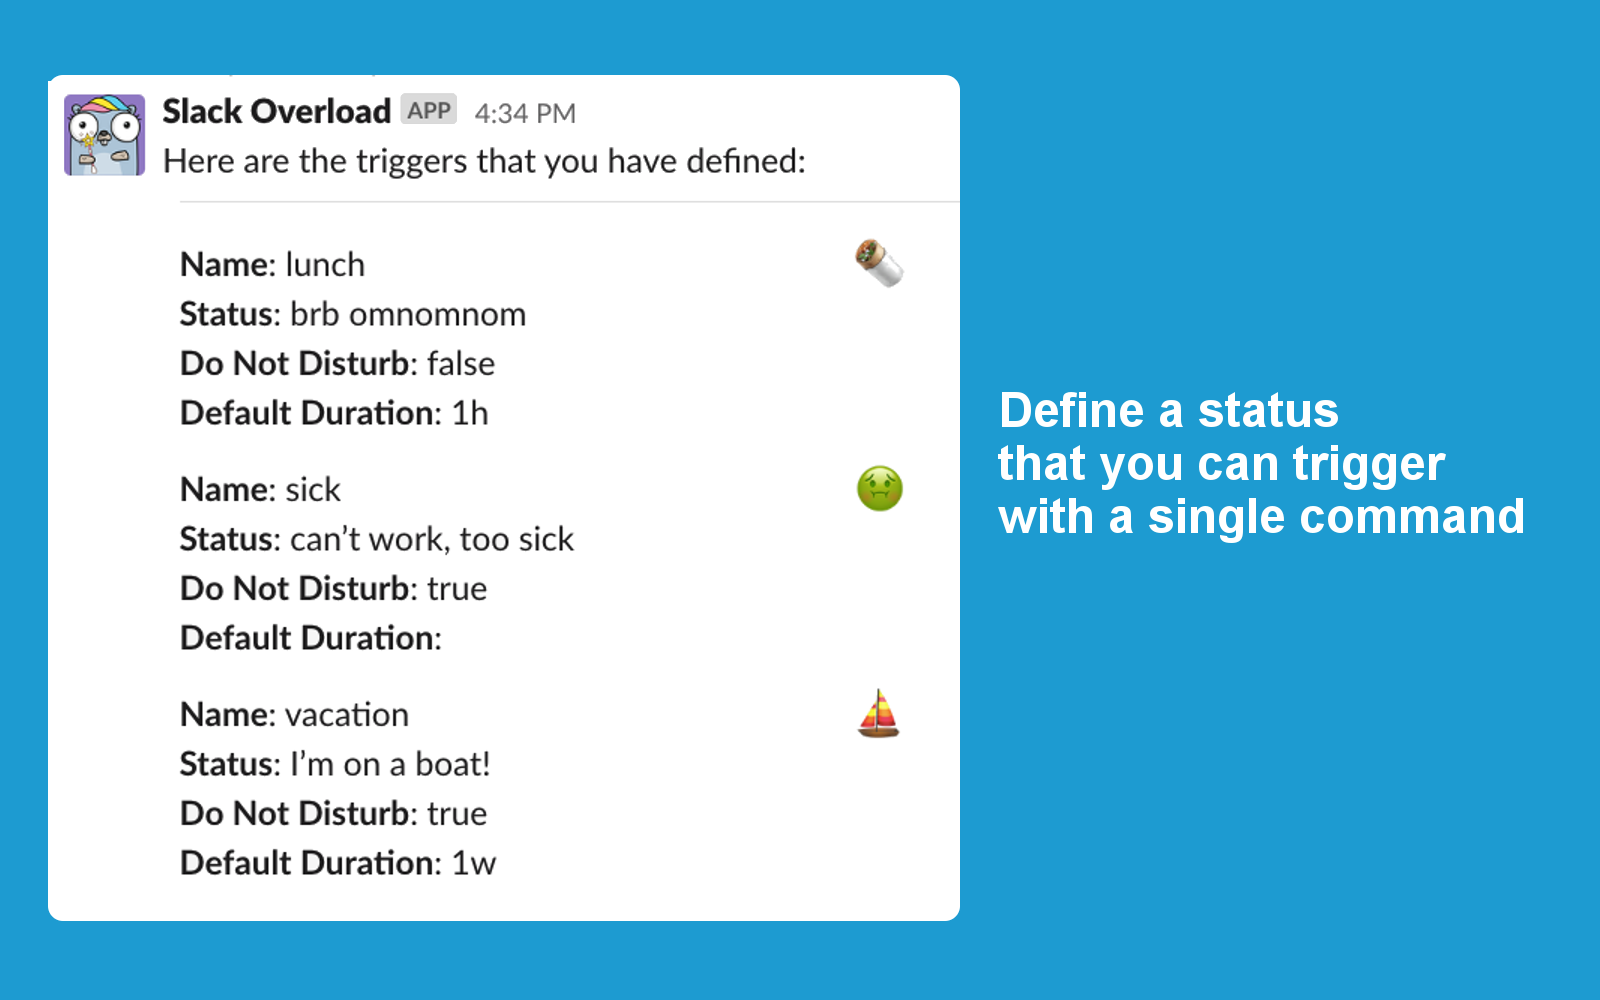 Slack Overload APP 4:34 PM
Here are the triggers that you have defined:
Name: lunch
Status: brb omnomnom
Do Not Disturb: false
Default Duration: 1h
Name: sick
Status: can’t work, too sick
Do Not Disturb: true
Default Duration:
Name: vacation
Status: I’m on a boat!
Do Not Disturb: true
Default Duration: 1w
Define a status
that you can trigger
with a single command